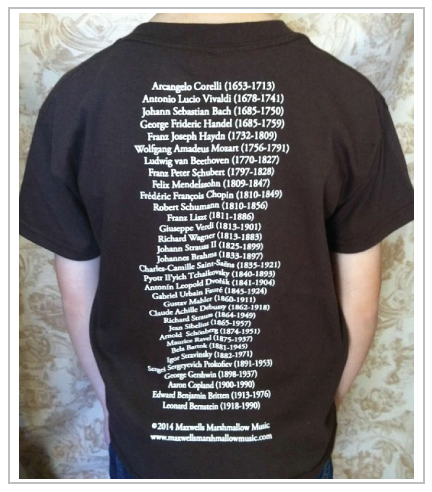 Arcangelo Corelli (1653-1713)
Antonio Lucio Vivaldi (1678-1741)
Johann Sebastian Bach (1685-1750)
George Frideric Handel (1685-1759)
Franz Joseph Haydn (1732-1809)
Wolfgang Amadeus Mozart (1756-1791)
Ludwig van Beethoven (1770-1827)
Franz Peter Schubert (1797-1828)
Felix Mendelssohn (1809-1847)
Frédéric François Chopin (1810-1849)
Robert Schumann (1810-1856)
Franz Liszt (1811-1886)
Giuseppe Verdi (1813-1901)
Richard Wagner (1813-1883)
Johann Strauss II (1825-1899)
Johannes Brahms (1833-1897)
Charles-Camille Saint-Saëns (1835-1921)
Pyotr Il'yich Tchaikovsky (1840-1893)
Antonín Leopold Dvořák (1841-1904)
Gabriel Urbain Fauré (1845-1924)
Gustav Mahler (1860-1911)
Claude Achille Debussy (1862-1918)
Richard Strauss (1864-1949)
Jean Sibelius (1865-1957)
Arnold Schönberg (1874-1951)
Maurice Ravel (1875-1937)
Bela Bartok (1881-1945)
Igor Stravinsky (1882-1971)
Sergei Sergeyevich Prokofiev (1891-1953)
George Gershwin (1898-1937)
Aaron Copland (1900-1990)
Edward Benjamin Britten (1913-1976)
Leonard Bernstein (1918-1990)
©2014 Maxwells Marshmallow Music
www.maxwellsmarshmallowmusic.com